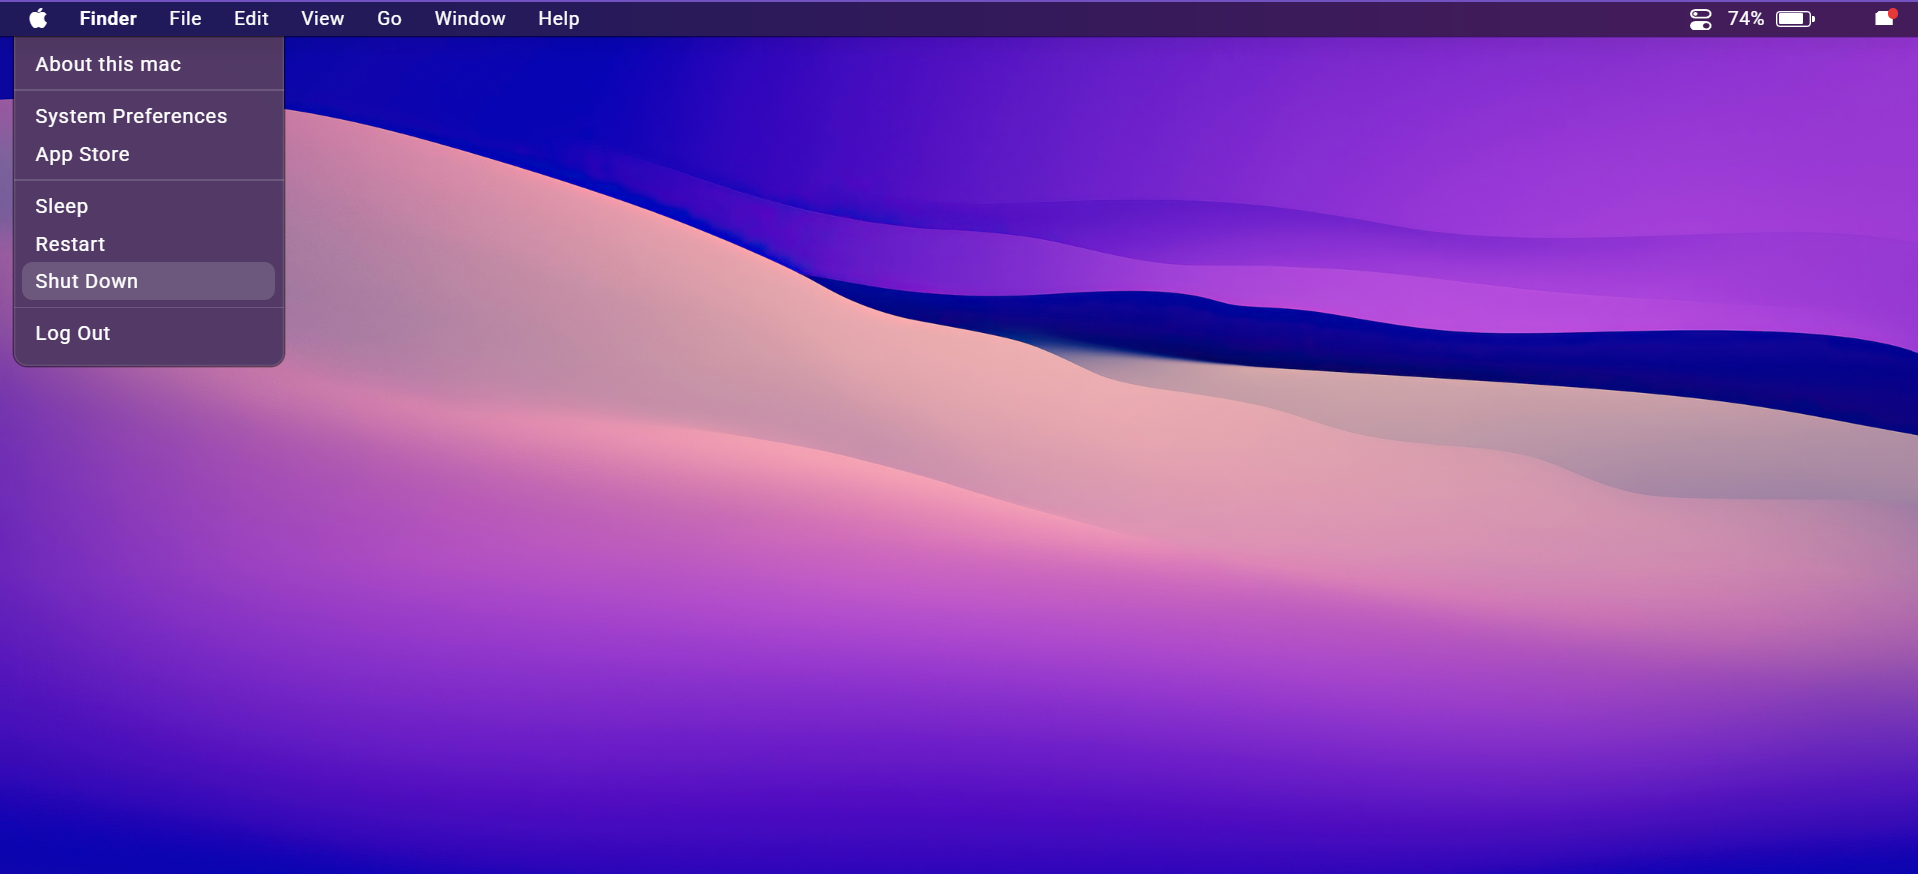 Finder File Edit View Go Window Help 74%
About this mac
System Preferences
App Store
Sleep
Restart
Shut Down
Log Out